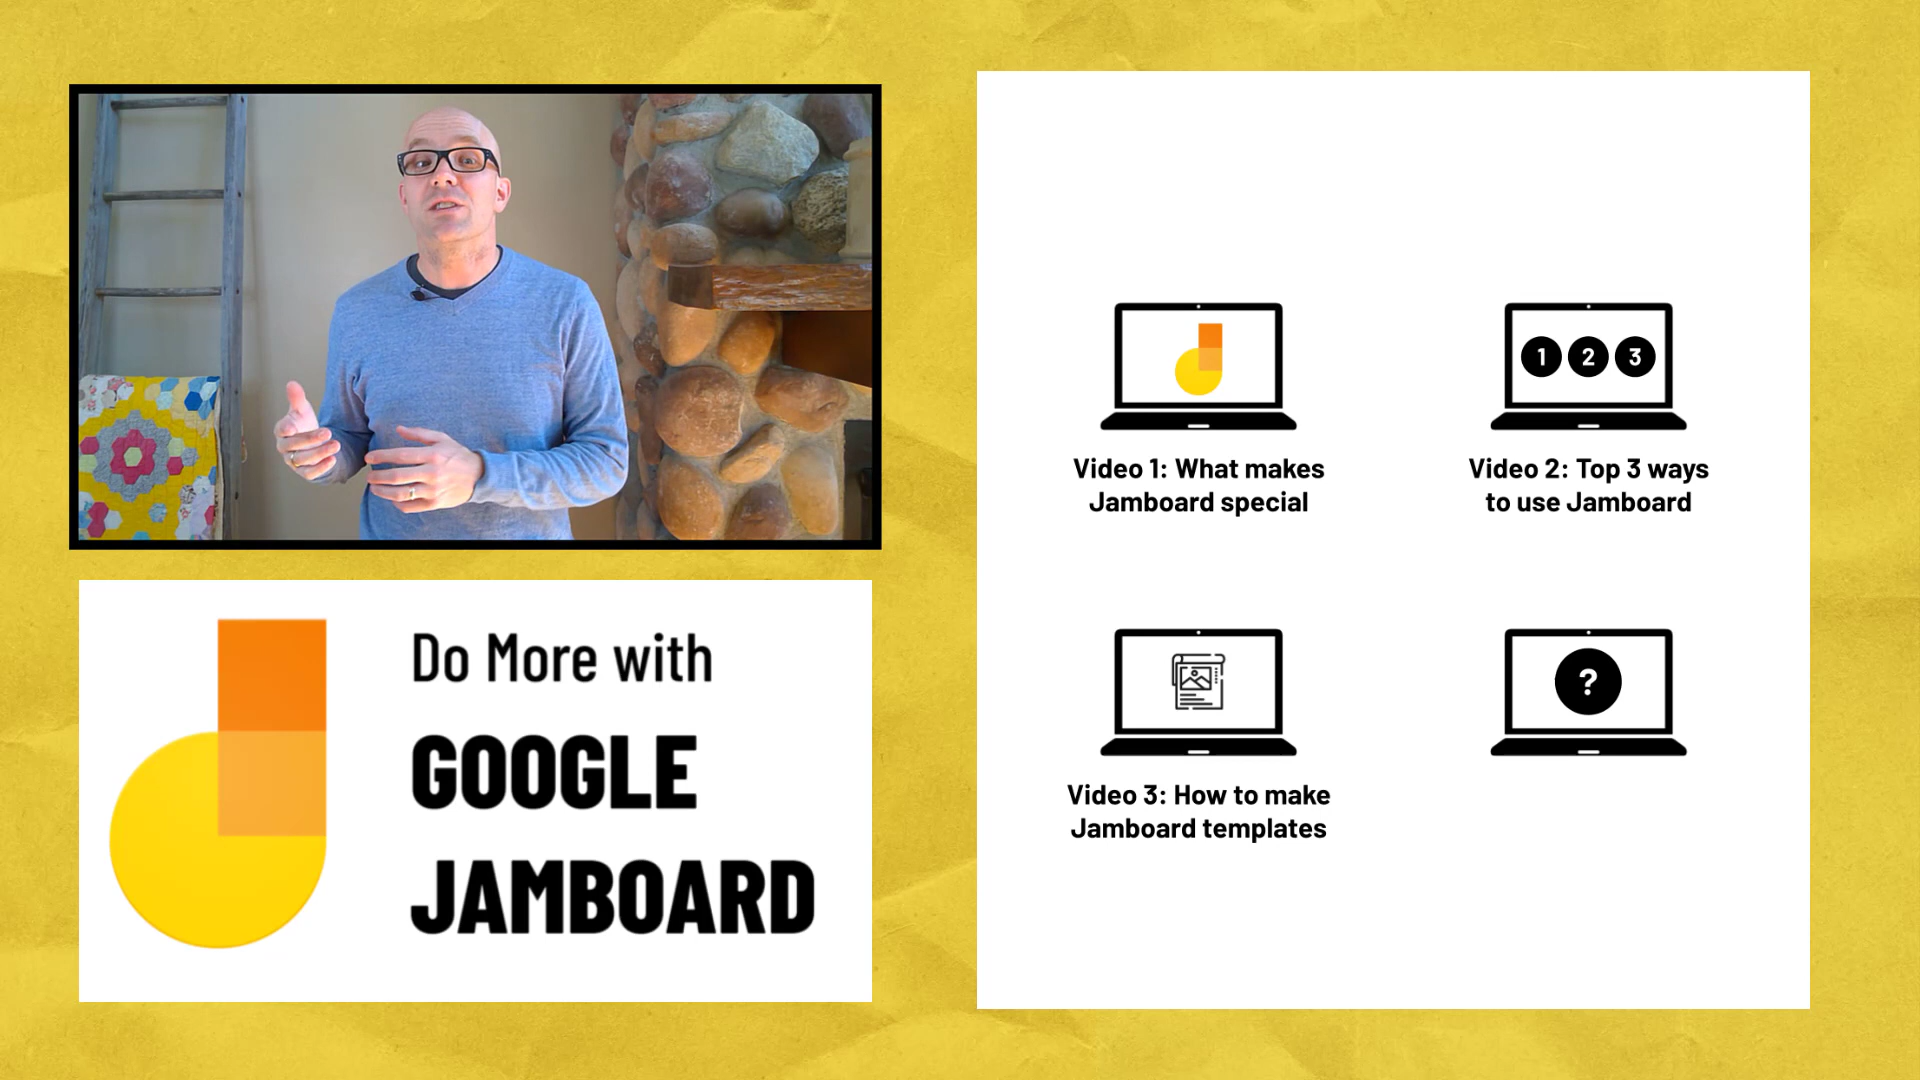 Do More with
GOOGLE
JAMBOARD
1 2 3
Video 1: What makes
Jamboard special
Video 2: Top 3 ways
to use Jamboard
?
Video 3: How to make
Jamboard templates